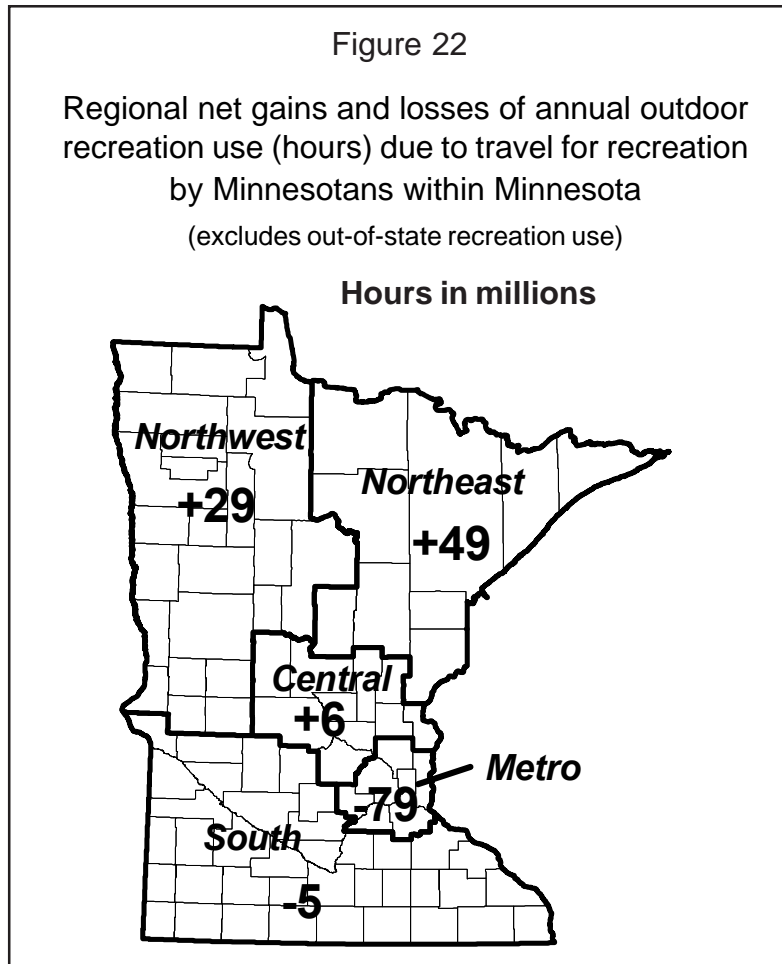 Figure 22
Regional net gains and losses of annual outdoor
recreation use (hours) due to travel for recreation
by Minnesotans within Minnesota
(excludes out-of-state recreation use)
Hours in millions
Northwest
+29
Northeast
+49
Central
+6
Metro
-79
South
-5